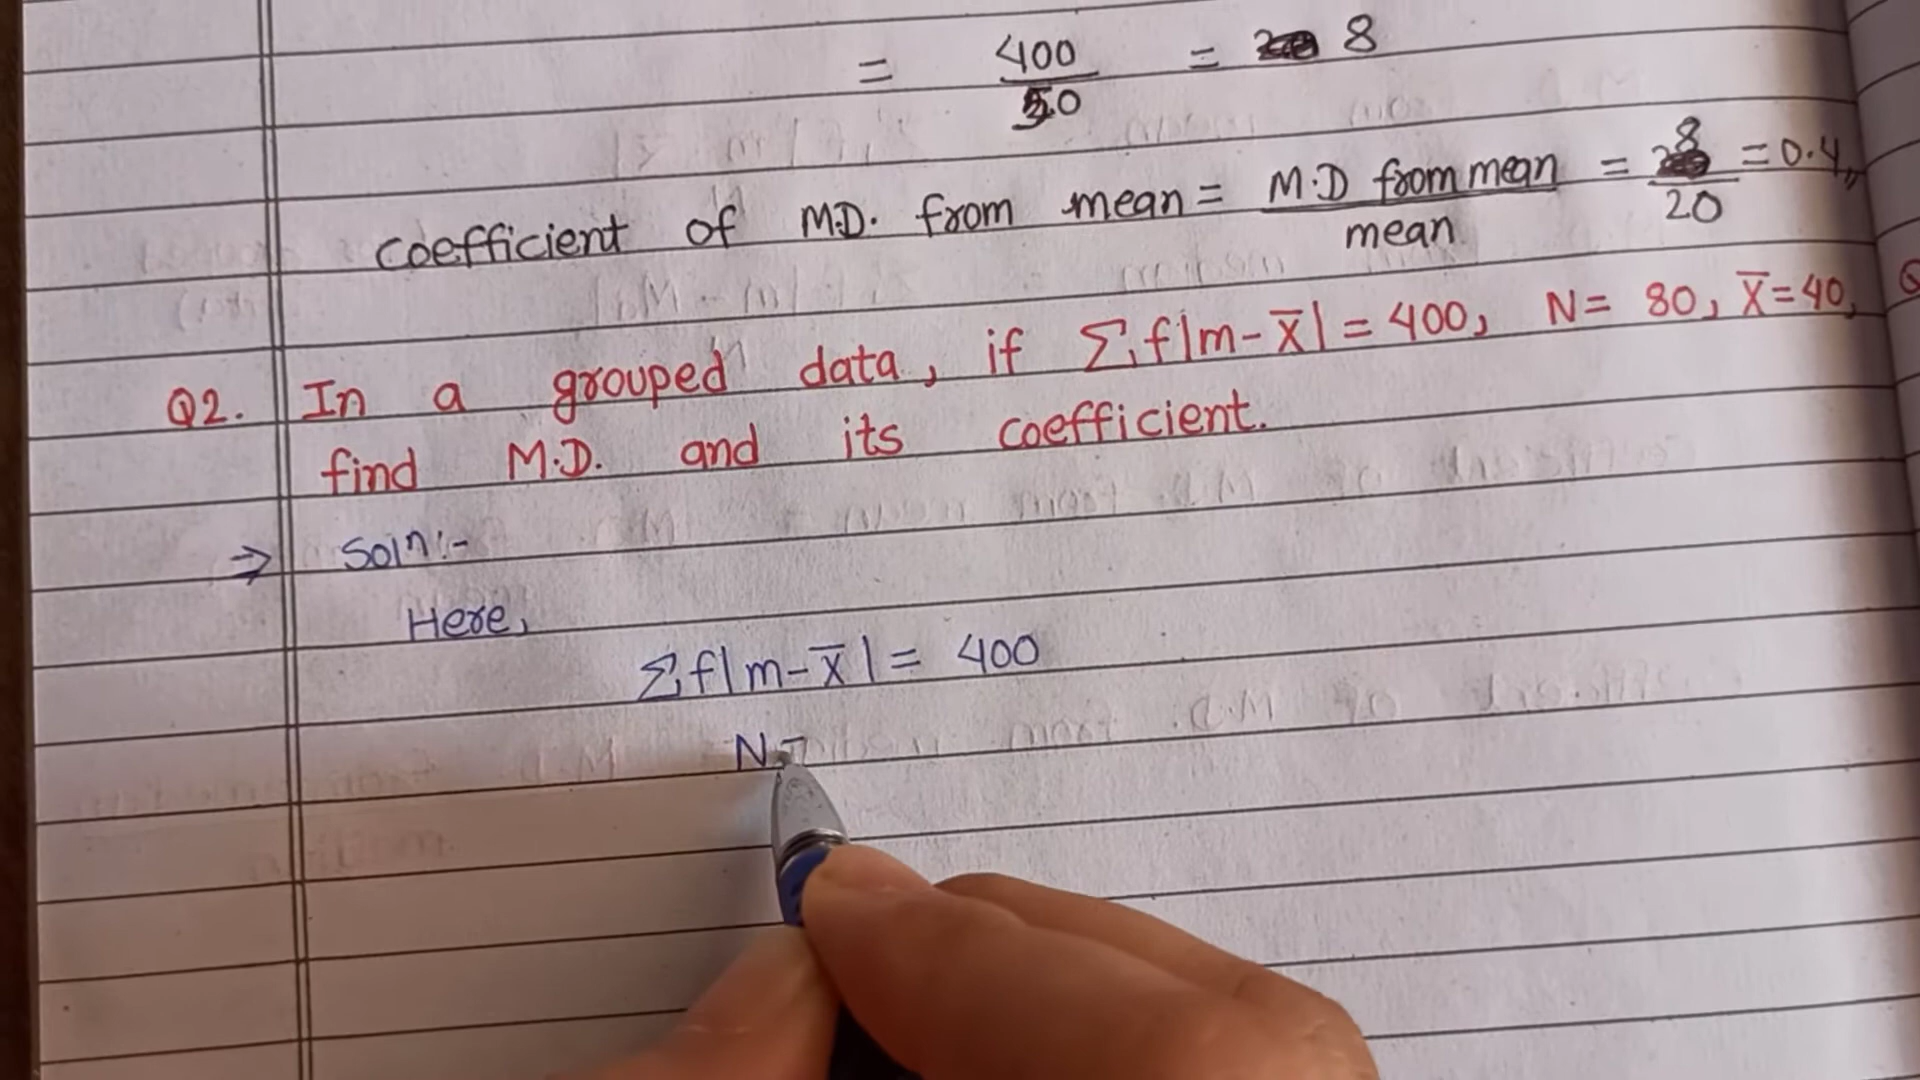 = 400/50 = 8
coefficient of M.D. from mean = M.D from mean/mean = 8/20 = 0.4,,
Q2. In a grouped data, if Σf|m-X̅| = 400, N = 80, X̅=40,
find M.D. and its coefficient.
⇒ Solⁿ:-
Here,
Σf|m-X̅| = 400
N=